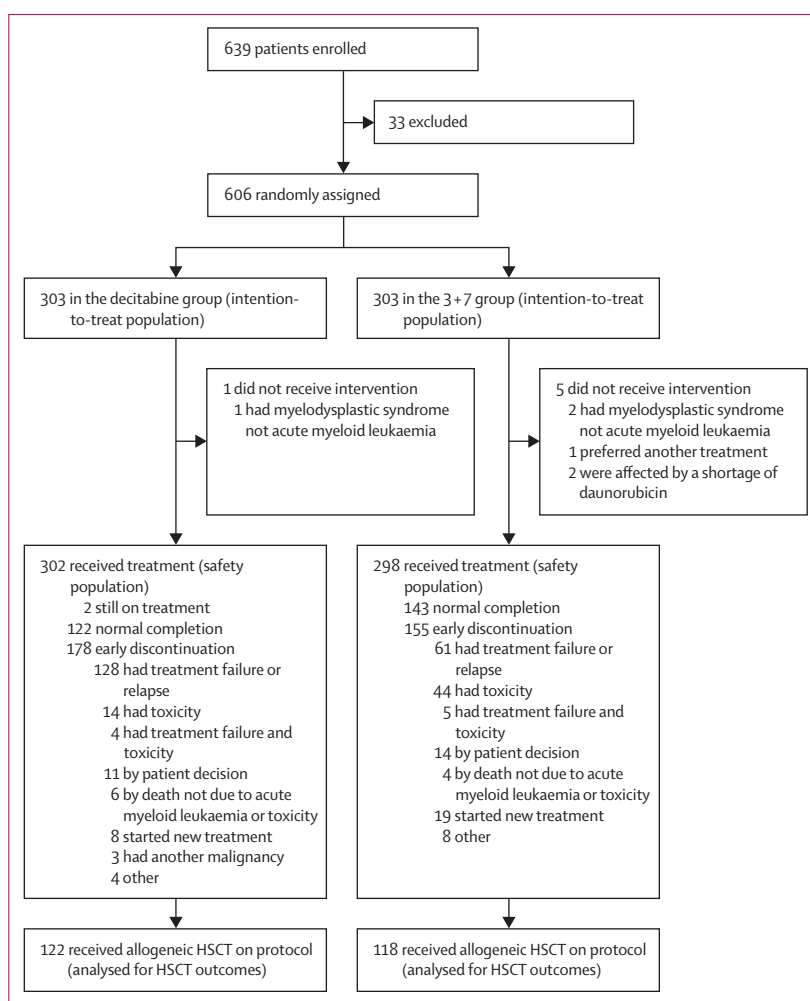 639 patients enrolled
33 excluded
606 randomly assigned
303 in the decitabine group (intention-
to-treat population)
303 in the 3+7 group (intention-to-treat
population)
1 did not receive intervention
1 had myelodysplastic syndrome
not acute myeloid leukaemia
5 did not receive intervention
2 had myelodysplastic syndrome
not acute myeloid leukaemia
1 preferred another treatment
2 were affected by a shortage of
daunorubicin
302 received treatment (safety
population)
2 still on treatment
122 normal completion
178 early discontinuation
128 had treatment failure or
relapse
14 had toxicity
4 had treatment failure and
toxicity
11 by patient decision
6 by death not due to acute
myeloid leukaemia or toxicity
8 started new treatment
3 had another malignancy
4 other
298 received treatment (safety
population)
143 normal completion
155 early discontinuation
61 had treatment failure or
relapse
44 had toxicity
5 had treatment failure and
toxicity
14 by patient decision
4 by death not due to acute
myeloid leukaemia or toxicity
19 started new treatment
8 other
122 received allogeneic HSCT on protocol
(analysed for HSCT outcomes)
118 received allogeneic HSCT on protocol
(analysed for HSCT outcomes)